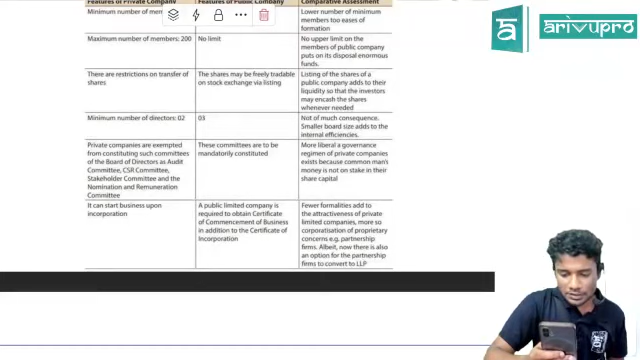 Features of Private Company
Features of Public Company
Comparative Assessment
Minimum number of mem
Lower number of minimum
members too eases of
formation
Maximum number of members: 200
No limit
No upper limit on the
members of public company
puts on its disposal enormous
funds.
There are restrictions on transfer of
shares
The shares may be freely tradable
on stock exchange via listing
Listing of the shares of a
public company adds to their
liquidity so that the investors
may encash the shares
whenever needed
Minimum number of directors: 02
03
Not of much consequence.
Smaller board size adds to the
internal efficiencies.
Private companies are exempted
from constituting such committees
of the Board of Directors as Audit
Committee, CSR Committee,
Stakeholder Committee and the
Nomination and Remuneration
Committee
These committees are to be
mandatorily constituted
More liberal a governance
regimen of private companies
exists because common man's
money is not on stake in their
share capital
It can start business upon
incorporation
A public limited company is
required to obtain Certificate
of Commencement of Business
in addition to the Certificate of
Incorporation
Fewer formalities add to
the attractiveness of private
limited companies, more so
corporatisation of proprietary
concerns e.g. partnership
firms. Albeit, now there is also
an option for the partnership
firms to convert to LLP
arivupro